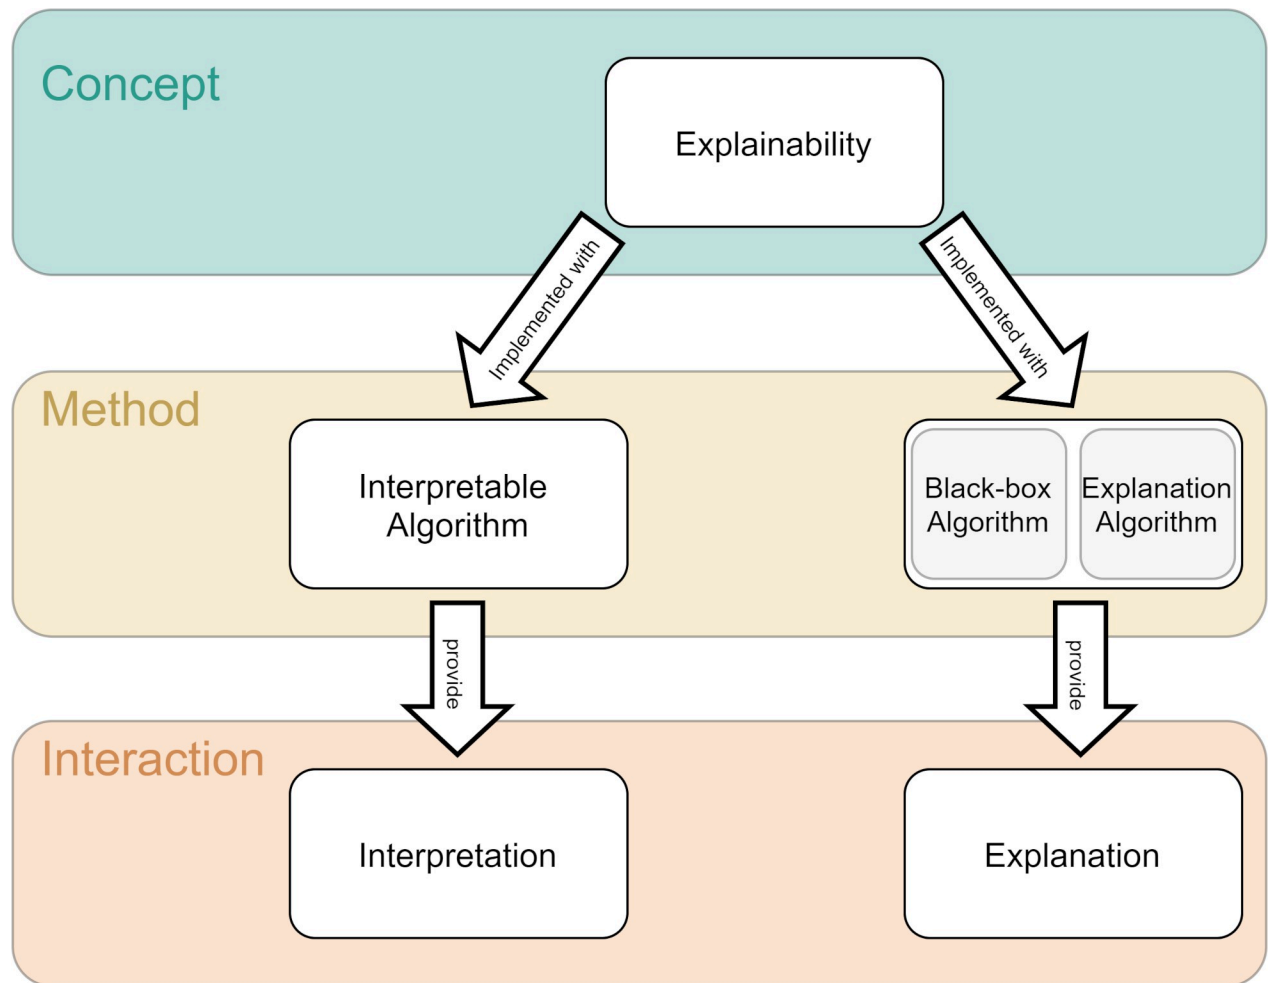 Concept
Explainability
Implemented with
Implemented with
Method
Interpretable
Algorithm
Black-box
Algorithm
Explanation
Algorithm
provide
provide
Interaction
Interpretation
Explanation